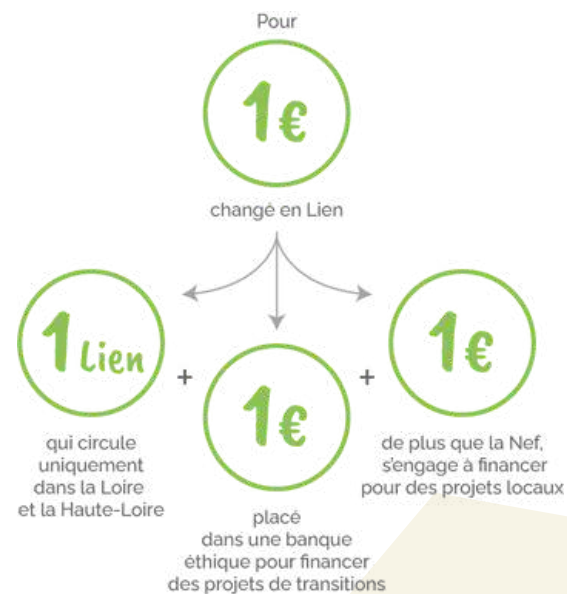 Pour
1€
changé en Lien
1 Lien
+
1€
+
1€
qui circule
uniquement
dans la Loire
et la Haute-Loire
placé
dans une banque
éthique pour financer
des projets de transitions
de plus que la Nef,
s'engage à financer
pour des projets locaux